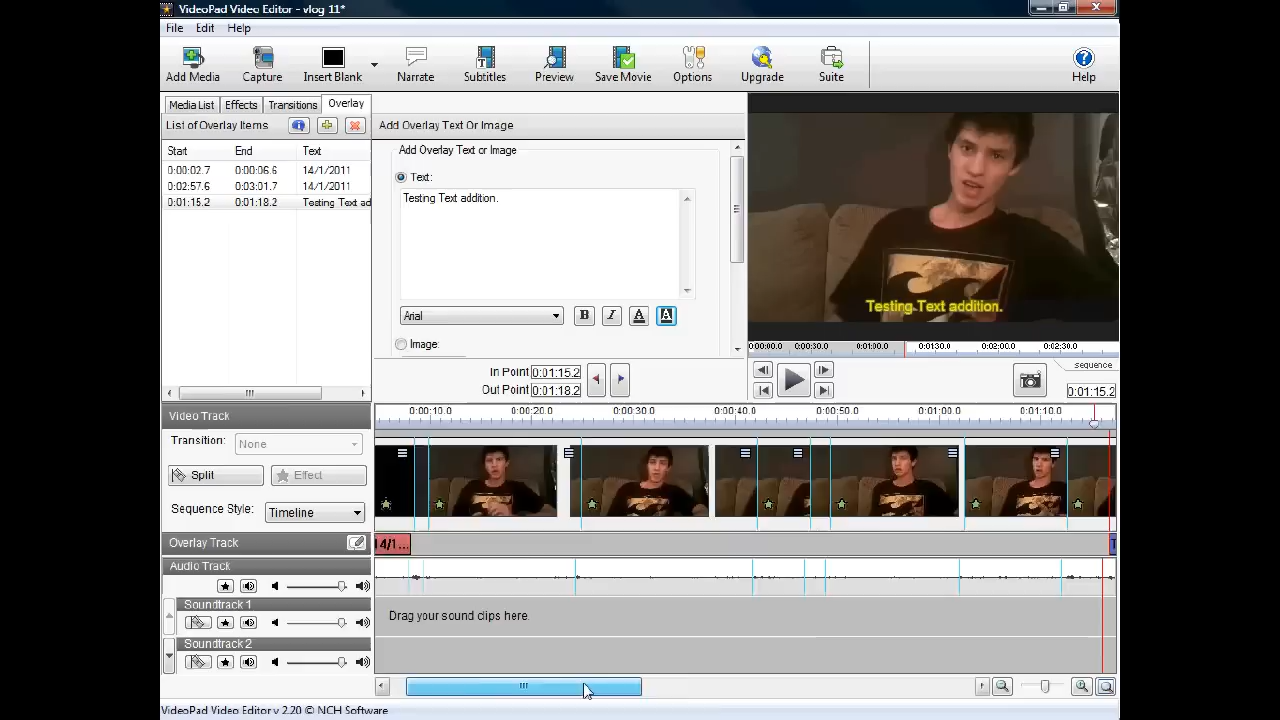 VideoPad Video Editor - vlog 11*
File Edit Help
Add Media Capture Insert Blank Narrate Subtitles Preview Save Movie Options Upgrade Suite Help
Media List Effects Transitions Overlay
List of Overlay Items Add Overlay Text Or Image
Start End Text
0:00:02.7 0:00:06.6 14/1/2011
0:02:57.6 0:03:01.7 14/1/2011
0:01:15.2 0:01:18.2 Testing Text ad
Add Overlay Text or Image
Text:
Testing Text addition.
Arial B I A A
Image:
Testing Text addition.
0:00:00.0 0:00:30.0 0:01:00.0 0:01:30.0 0:02:00.0 0:02:30.0
In Point 0:01:15.2
Out Point 0:01:18.2
sequence
0:01:15.2
Video Track
0:00:10.0 0:00:20.0 0:00:30.0 0:00:40.0 0:00:50.0 0:01:00.0 0:01:10.0
Transition: None
Split Effect
Sequence Style: Timeline
Overlay Track
14/1... T
Audio Track
Soundtrack 1
Drag your sound clips here.
Soundtrack 2
VideoPad Video Editor v 2.20 © NCH Software